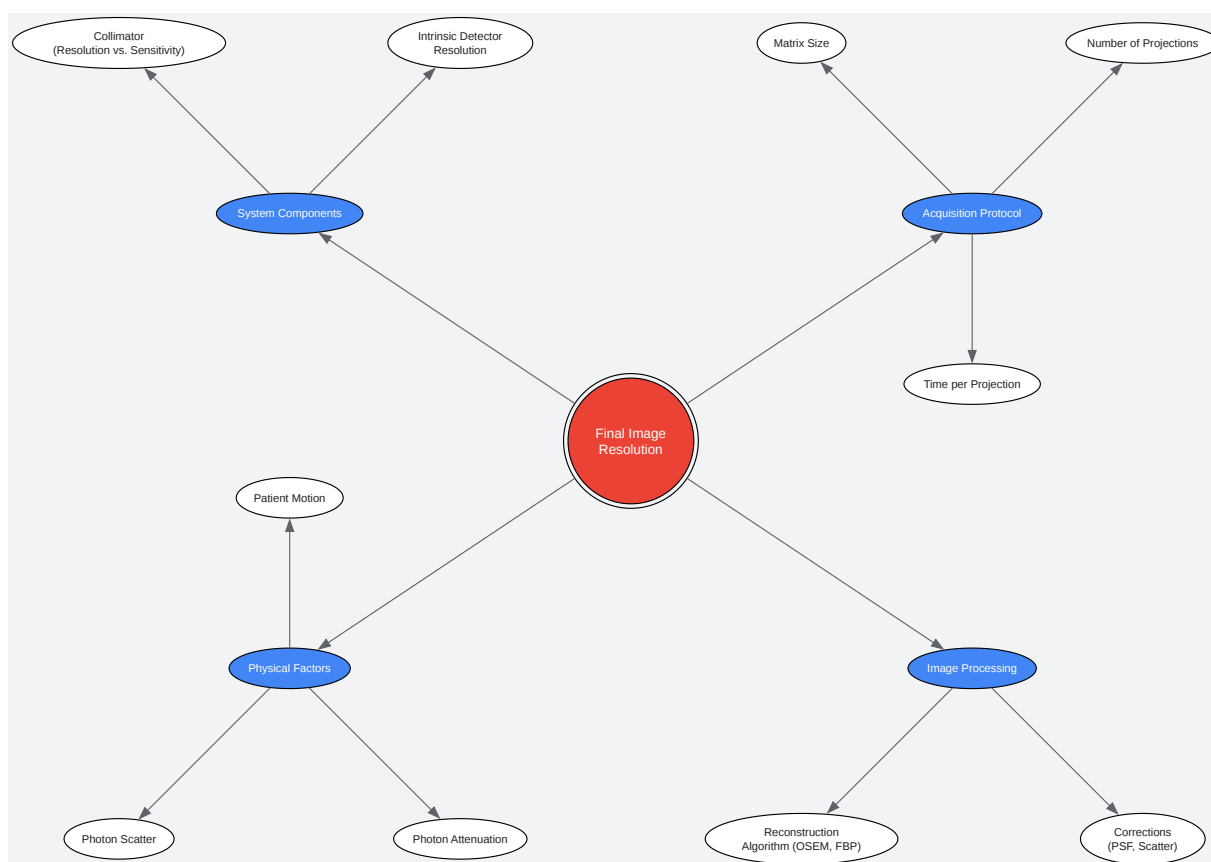 Collimator
(Resolution vs. Sensitivity)
Intrinsic Detector
Resolution
Matrix Size
Number of Projections
System Components
Acquisition Protocol
Time per Projection
Final Image
Resolution
Patient Motion
Physical Factors
Image Processing
Photon Scatter
Photon Attenuation
Reconstruction
Algorithm (OSEM, FBP)
Corrections
(PSF, Scatter)